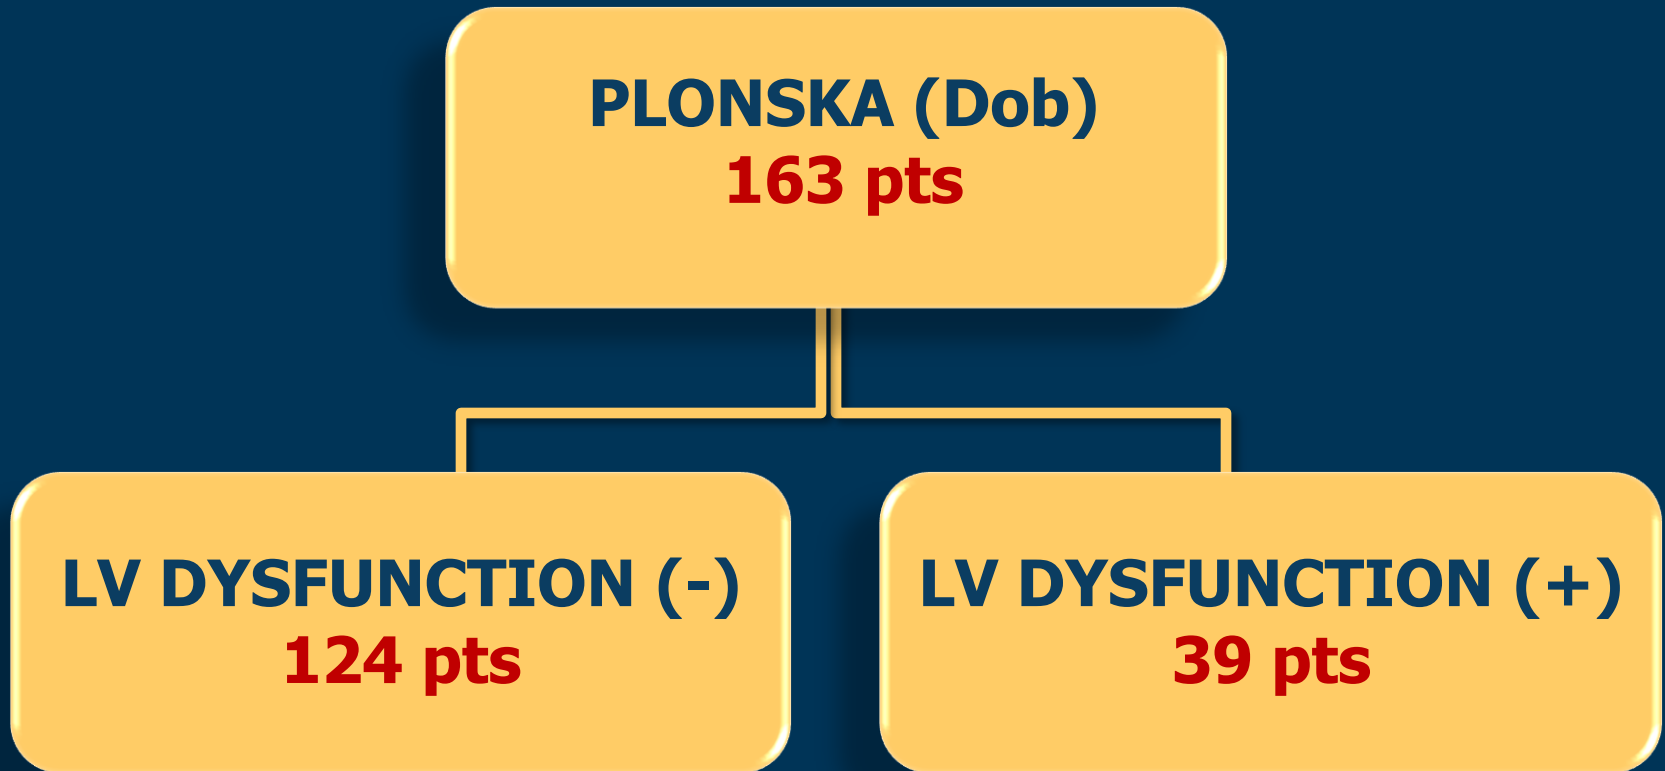 PLONSKA (Dob)
163 pts
LV DYSFUNCTION (-)
124 pts
LV DYSFUNCTION (+)
39 pts